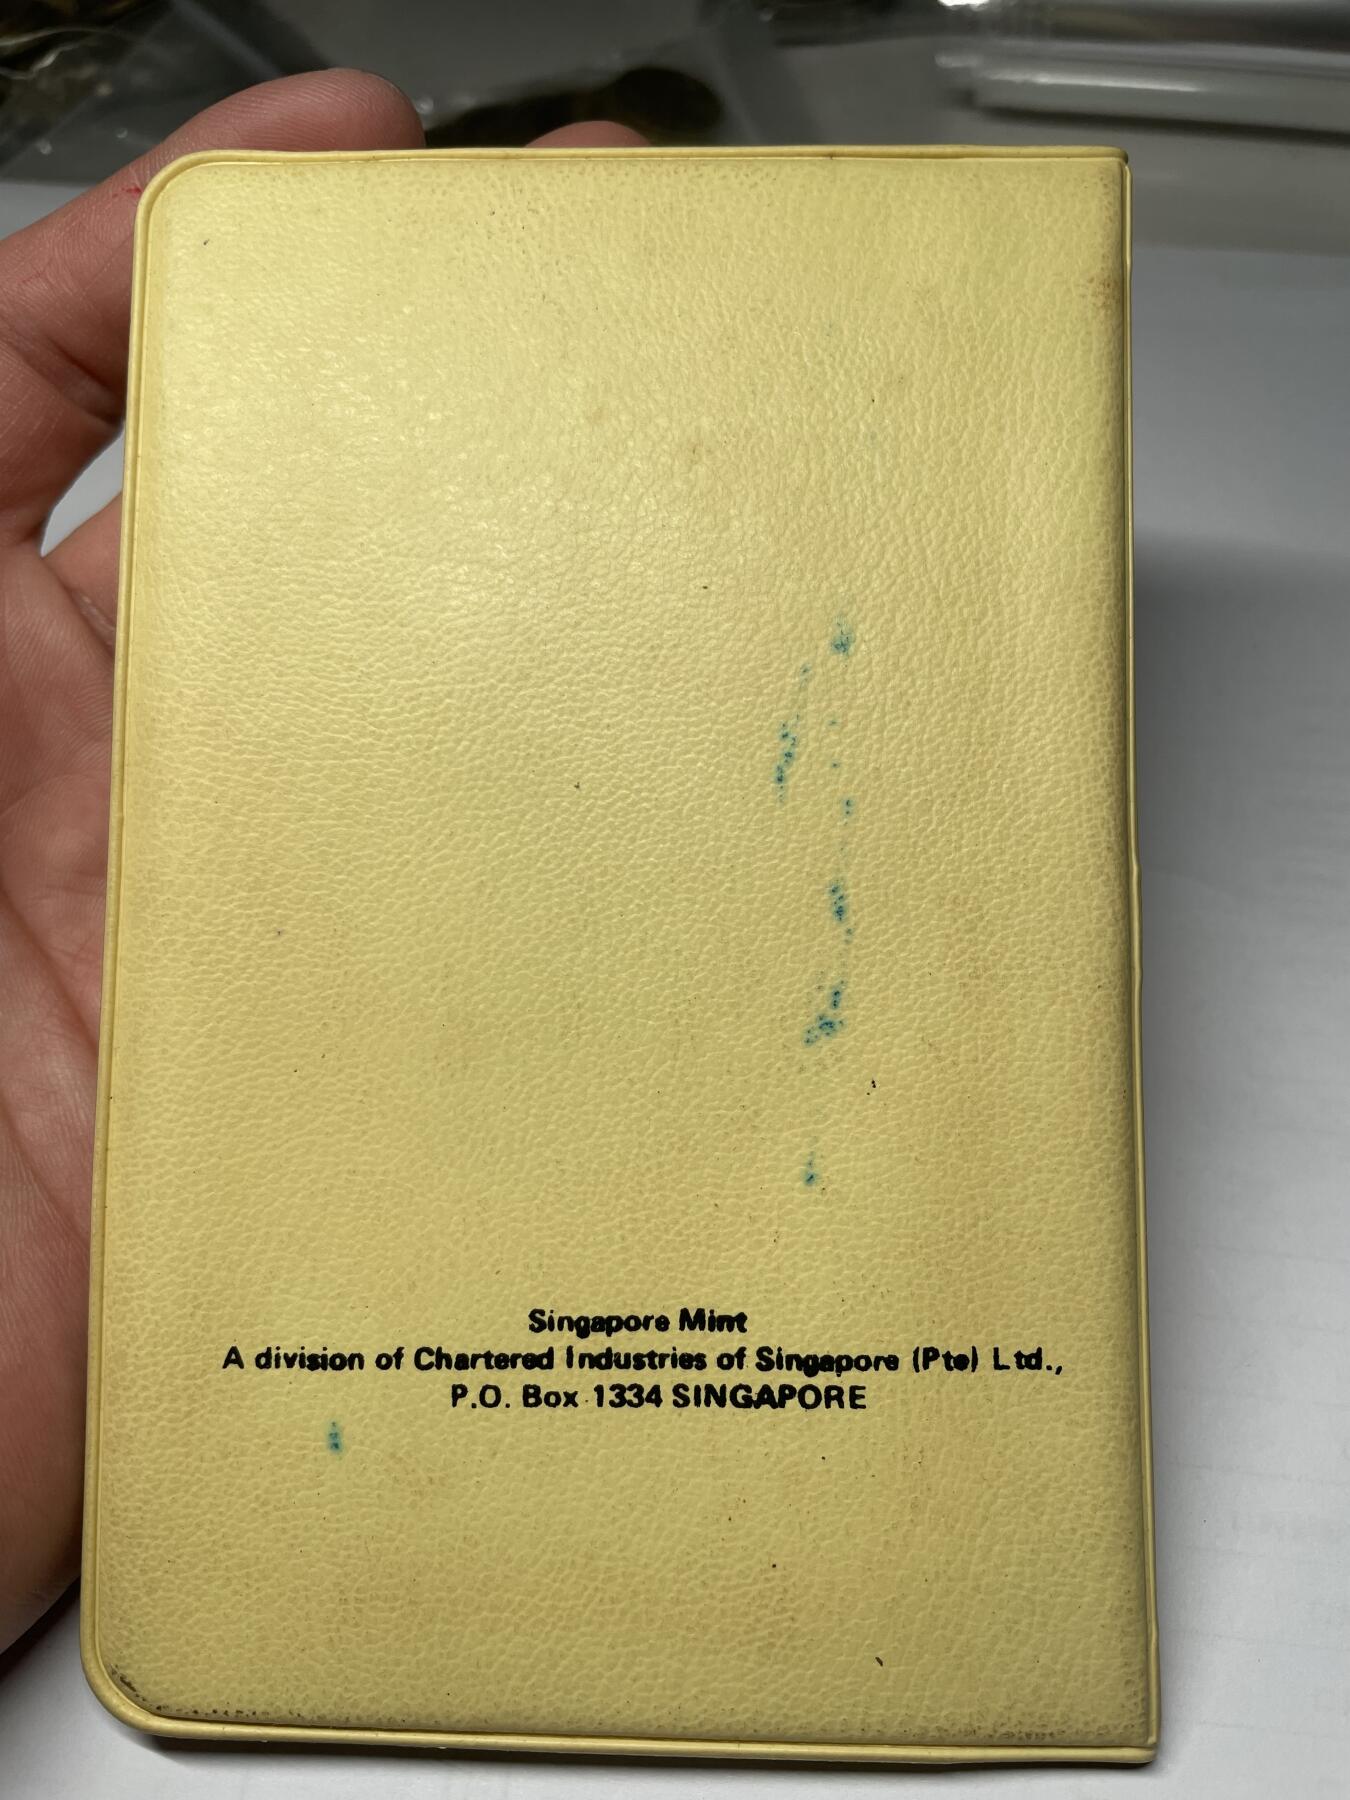 Singapore Mint
A division of Chartered Industries of Singapore (Pte) Ltd.,
P.O. Box 1334 SINGAPORE